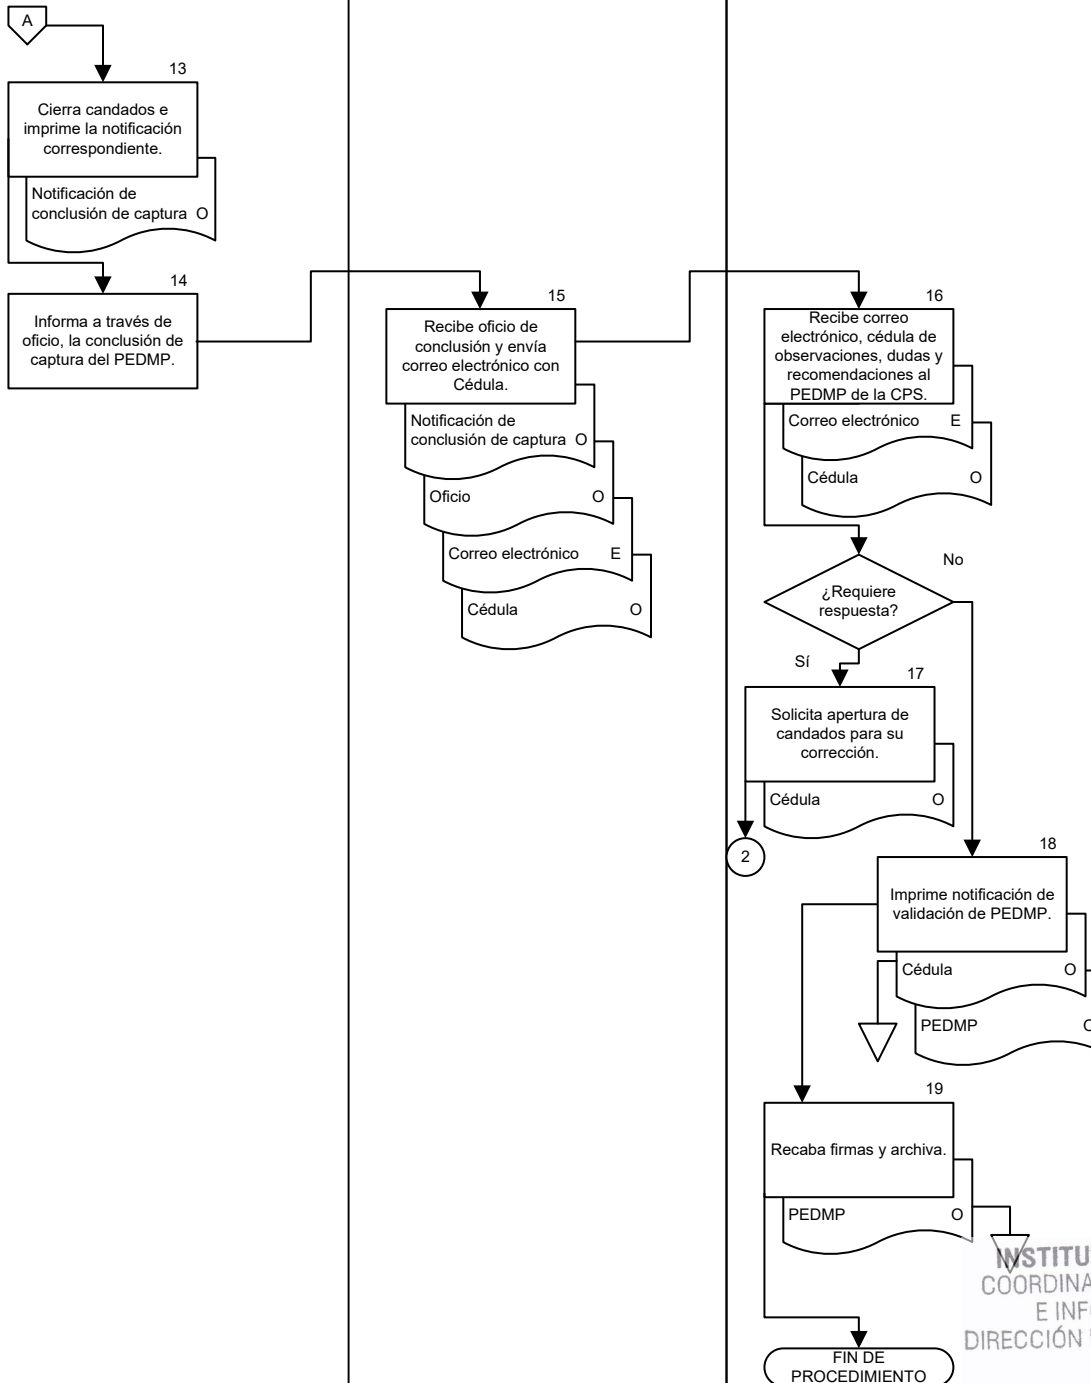 A
13
Cierra candados e
imprime la notificación
correspondiente.
Notificación de
conclusión de captura O
14
Informa a través de
oficio, la conclusión de
captura del PEDMP.
15
Recibe oficio de
conclusión y envía
correo electrónico con
Cédula.
Notificación de
conclusión de captura O
Oficio O
Correo electrónico E
Cédula O
16
Recibe correo
electrónico, cédula de
observaciones, dudas y
recomendaciones al
PEDMP de la CPS.
Correo electrónico E
Cédula O
No
¿Requiere
respuesta?
Sí
17
Solicita apertura de
candados para su
corrección.
Cédula O
2
18
Imprime notificación de
validación de PEDMP.
Cédula O
PEDMP
19
Recaba firmas y archiva.
PEDMP O
FIN DE
PROCEDIMIENTO
DIRECCIÓN